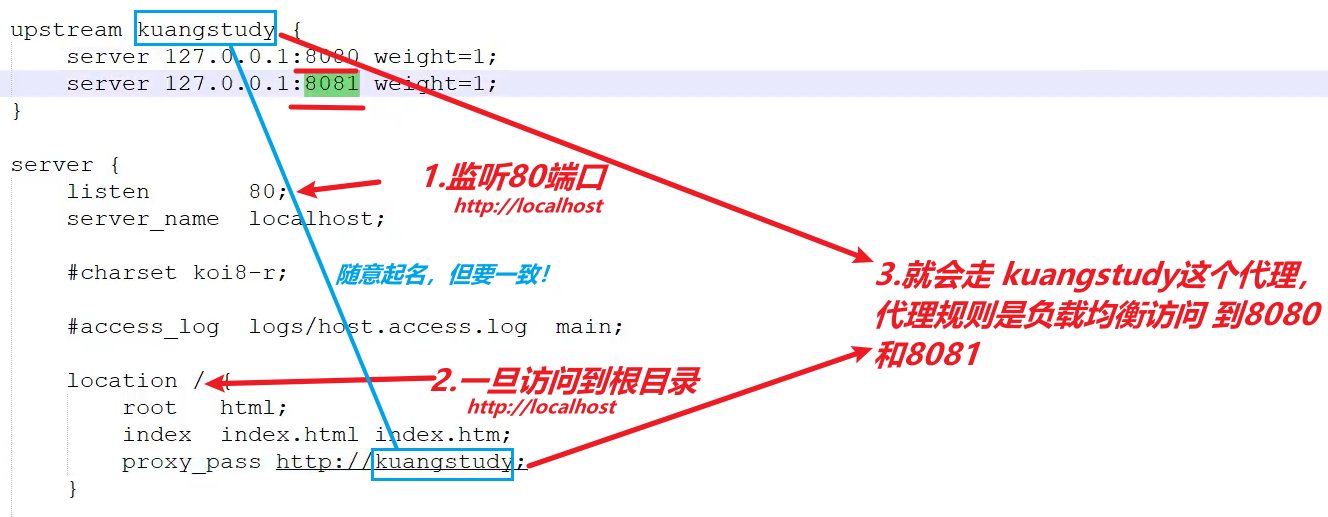 upstream kuangstudy {
server 127.0.0.1:8080 weight=1;
server 127.0.0.1:8081 weight=1;
}
server {
listen 80;
1.监听80端口
server_name localhost;
http://localhost
#charset koi8-r;
随意起名，但要一致！
3.就会走 kuangstudy这个代理，
代理规则是负载均衡访问 到8080
和8081
#access_log logs/host.access.log main;
location / {
2.一旦访问到根目录
http://localhost
root html;
index index.html index.htm;
proxy_pass http://kuangstudy;
}